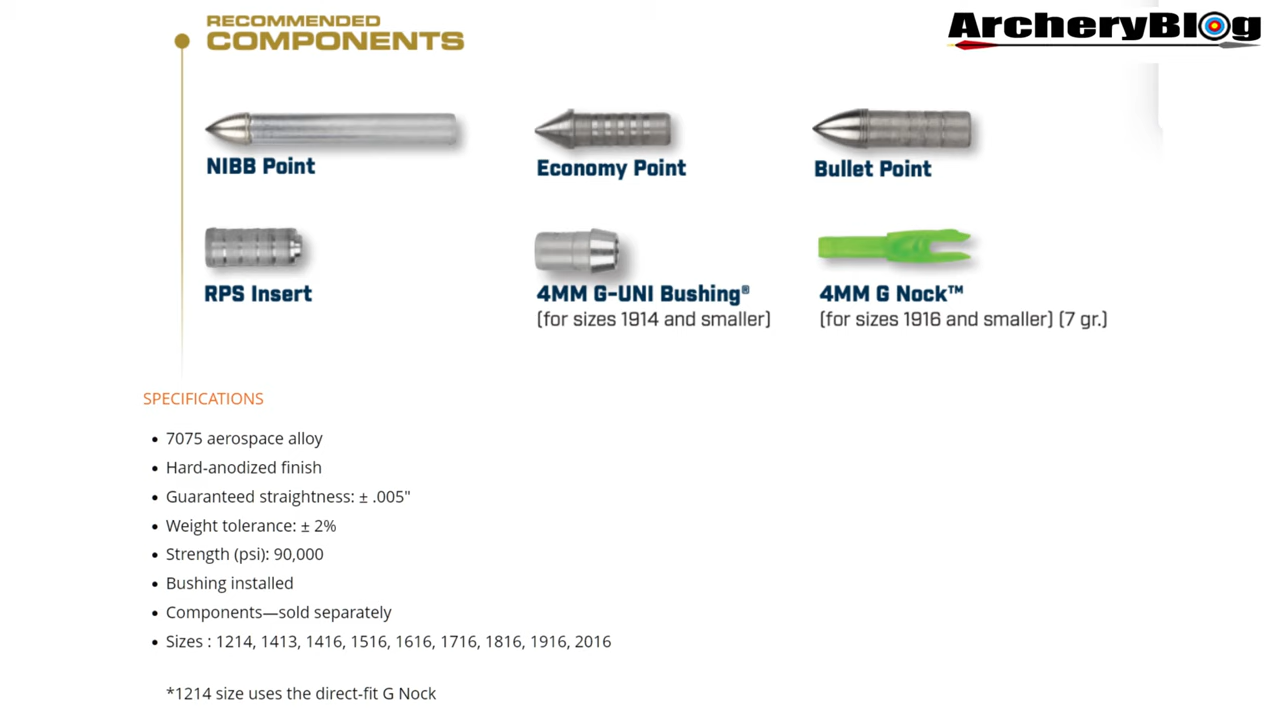 RECOMMENDED
COMPONENTS
ArcheryBlog
NIBB Point
Economy Point
Bullet Point
RPS Insert
4MM G-UNI Bushing®
(for sizes 1914 and smaller)
4MM G Nock™
(for sizes 1916 and smaller) (7 gr.)
SPECIFICATIONS
• 7075 aerospace alloy
• Hard-anodized finish
• Guaranteed straightness: ± .005"
• Weight tolerance: ± 2%
• Strength (psi): 90,000
• Bushing installed
• Components—sold separately
• Sizes : 1214, 1413, 1416, 1516, 1616, 1716, 1816, 1916, 2016
*1214 size uses the direct-fit G Nock